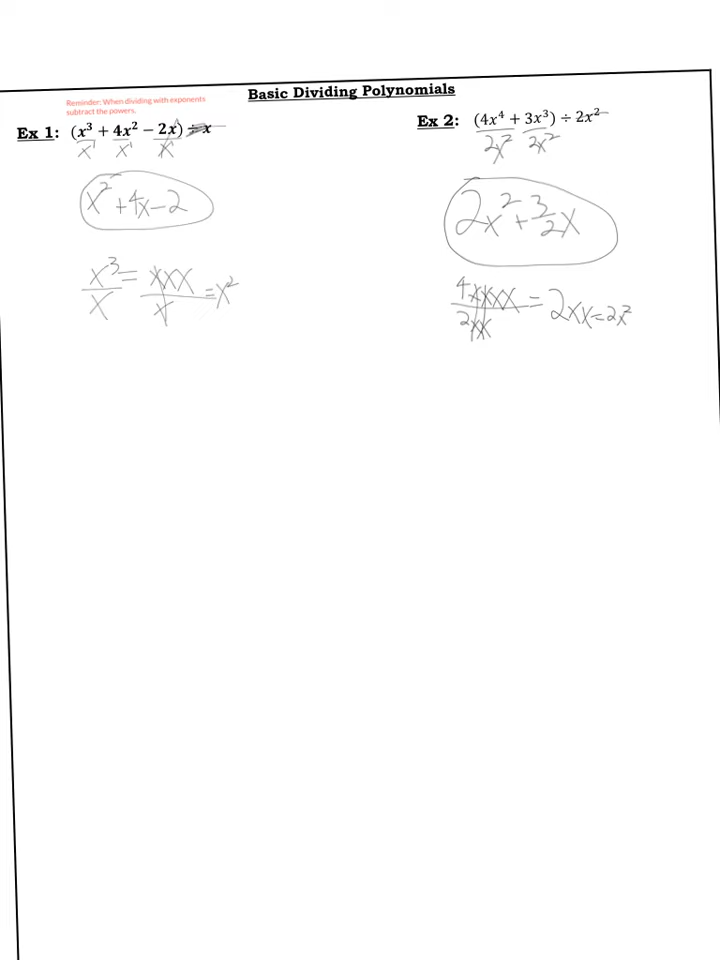 Basic Dividing Polynomials
Reminder: When dividing with exponents
subtract the powers.
Ex 1: (x³ + 4x² − 2x) ÷ x
x¹ x¹ x¹
x² + 4x − 2
x³/x = xxx/x = x²
Ex 2: (4x⁴ + 3x³) ÷ 2x²
2x² 2x²
2x² + 3/2 x
4xxxx/2xx = 2xx = 2x²